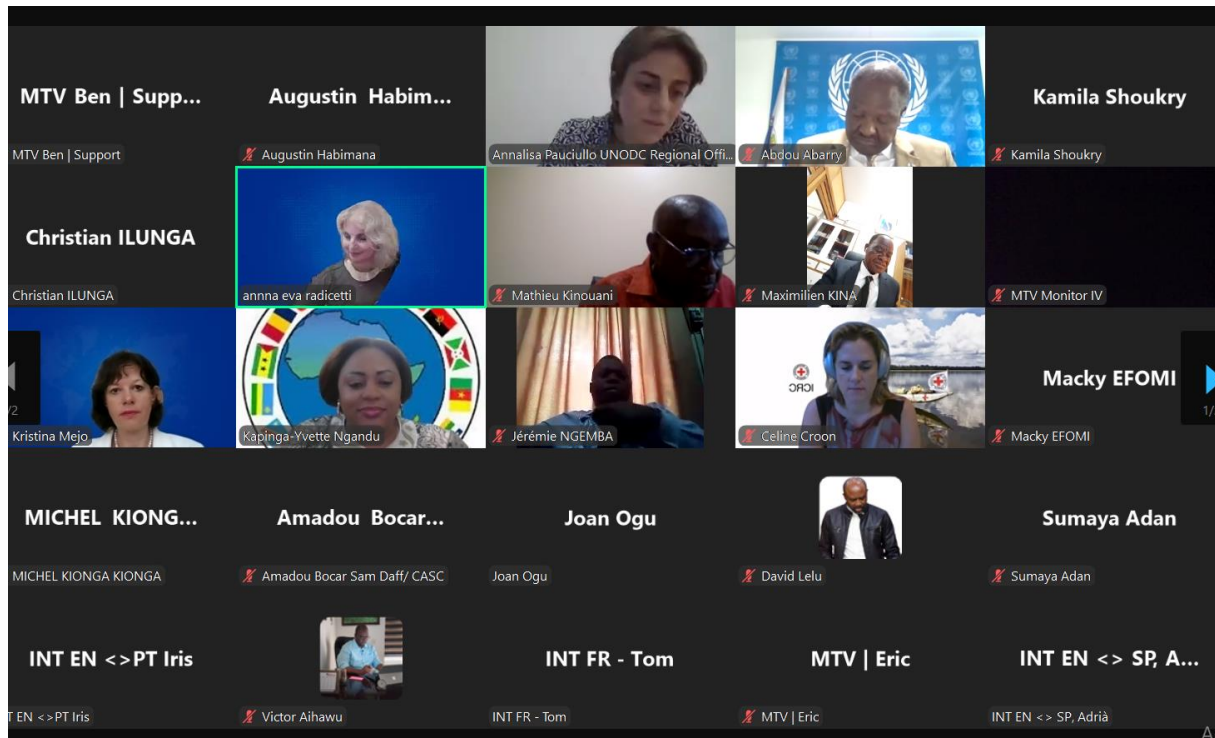 MTV Ben | Supp...
MTV Ben | Support
Augustin Habim...
Augustin Habimana
Annalisa Pauciullo UNODC Regional Offi...
Abdou Abarry
Kamila Shoukry
Kamila Shoukry
Christian ILUNGA
Christian ILUNGA
annna eva radicetti
Mathieu Kinouani
Maximilien KINA
MTV Monitor IV
/2
Kristina Mejo
Kapinga-Yvette Ngandu
Jérémie NGEMBA
ICRC
Celine Croon
Macky EFOMI
Macky EFOMI
1/
MICHEL KIONG...
MICHEL KIONGA KIONGA
Amadou Bocar...
Amadou Bocar Sam Daff/ CASC
Joan Ogu
Joan Ogu
David Lelu
Sumaya Adan
Sumaya Adan
INT EN <>PT Iris
T EN <>PT Iris
Victor Aihawu
INT FR - Tom
INT FR - Tom
MTV | Eric
MTV | Eric
INT EN <> SP, A...
INT EN <> SP, Adrià
A